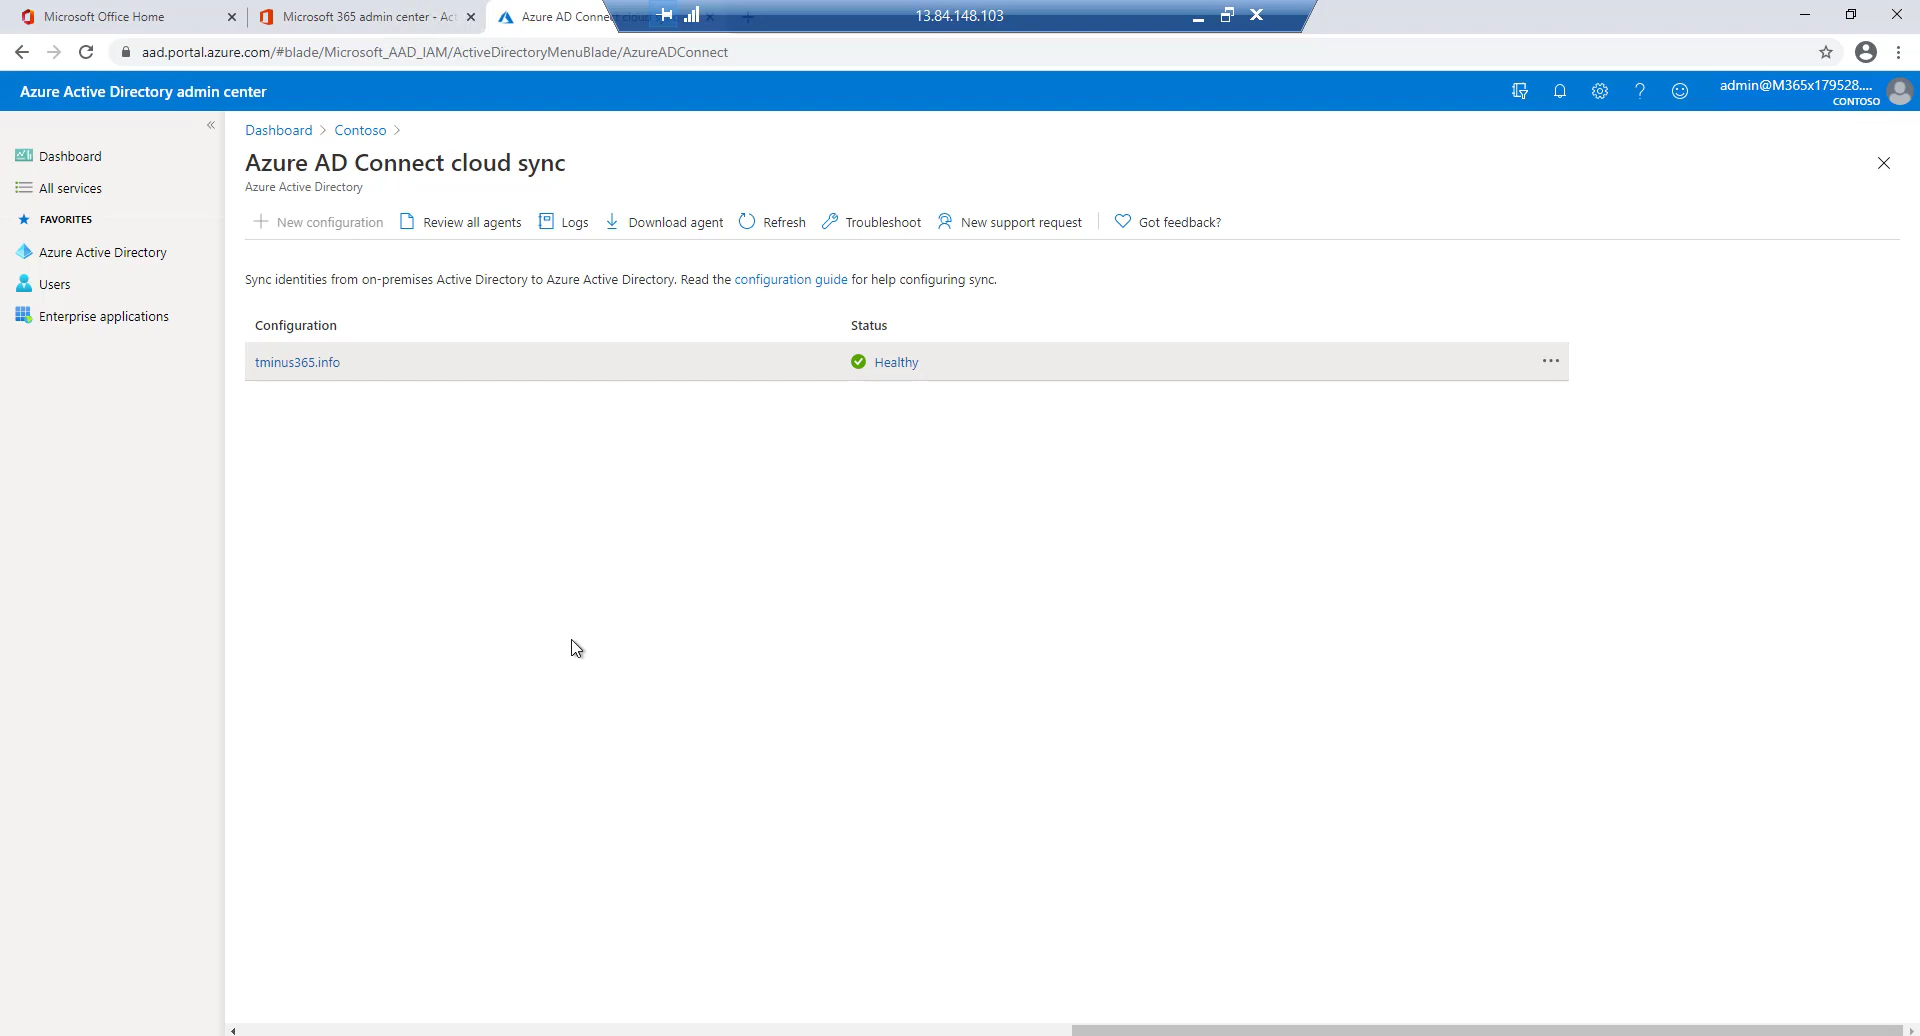 Microsoft Office Home
Microsoft 365 admin center - Act
Azure AD Connect cloud
13.84.148.103
aad.portal.azure.com/#blade/Microsoft_AAD_IAM/ActiveDirectoryMenuBlade/AzureADConnect
Azure Active Directory admin center
admin@M365x179528....
CONTOSO
Dashboard
All services
FAVORITES
Azure Active Directory
Users
Enterprise applications
Dashboard > Contoso >
Azure AD Connect cloud sync
Azure Active Directory
New configuration
Review all agents
Logs
Download agent
Refresh
Troubleshoot
New support request
Got feedback?
Sync identities from on-premises Active Directory to Azure Active Directory. Read the configuration guide for help configuring sync.
Configuration
Status
tminus365.info
Healthy